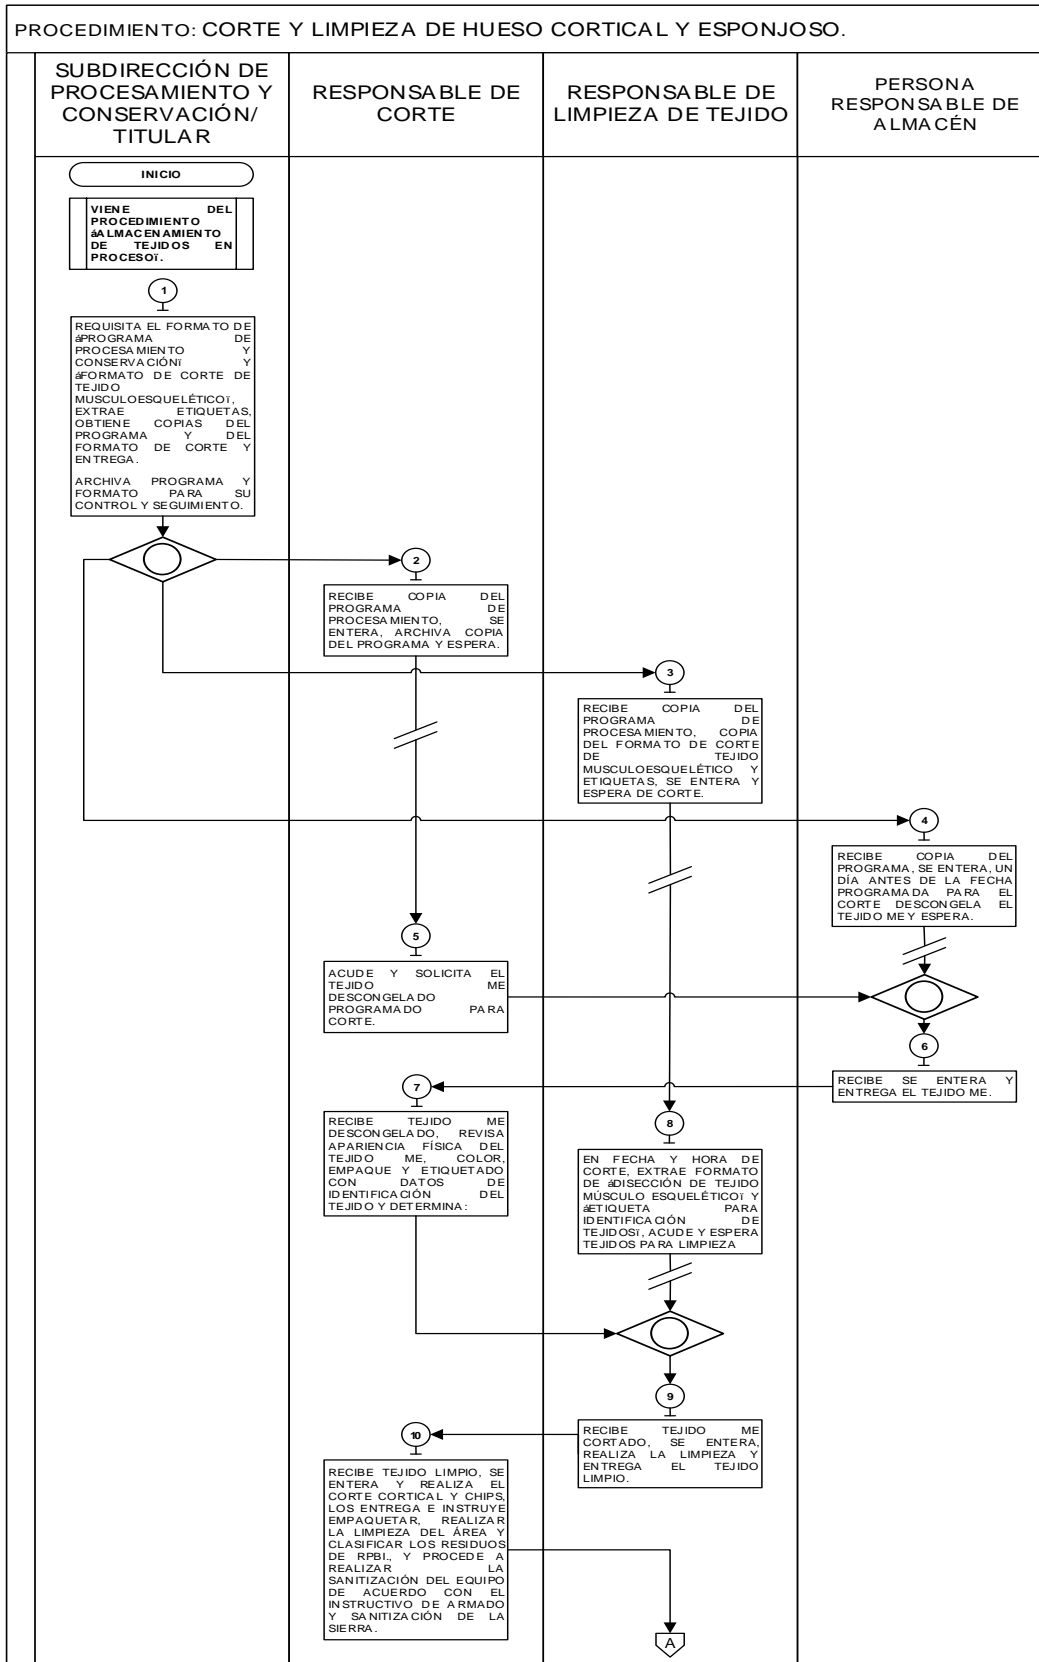 PROCEDIMIENTO: CORTE Y LIMPIEZA DE HUESO CORTICAL Y ESPONJOSO.
SUBDIRECCIÓN DE
PROCESAMIENTO Y
CONSERVACIÓN/
TITULAR
RESPONSABLE DE
CORTE
RESPONSABLE DE
LIMPIEZA DE TEJIDO
PERSONA
RESPONSABLE DE
ALMACÉN
INICIO
VIENE DEL
PROCEDIMIENTO
áALMACENAMIENTO
DE TEJIDOS EN
PROCESOï.
1
REQUISITA EL FORMATO DE
áPROGRAMA DE
PROCESAMIENTO Y
CONSERVACIÓNï Y
áFORMATO DE CORTE DE
TEJIDO
MUSCULOESQUELÉTICOï,
EXTRAE ETIQUETAS,
OBTIENE COPIAS DEL
PROGRAMA Y DEL
FORMATO DE CORTE Y
ENTREGA.
ARCHIVA PROGRAMA Y
FORMATO PARA SU
CONTROL Y SEGUIMIENTO.
2
RECIBE COPIA DEL
PROGRAMA DE
PROCESAMIENTO, SE
ENTERA, ARCHIVA COPIA
DEL PROGRAMA Y ESPERA.
3
RECIBE COPIA DEL
PROGRAMA DE
PROCESAMIENTO, COPIA
DEL FORMATO DE CORTE
DE TEJIDO
MUSCULOESQUELÉTICO Y
ETIQUETAS, SE ENTERA Y
ESPERA DE CORTE.
4
RECIBE COPIA DEL
PROGRAMA, SE ENTERA, UN
DÍA ANTES DE LA FECHA
PROGRAMADA PARA EL
CORTE DESCONGELA EL
TEJIDO ME Y ESPERA.
5
ACUDE Y SOLICITA EL
TEJIDO ME
DESCONGELADO
PROGRAMADO PARA
CORTE.
6
RECIBE SE ENTERA Y
ENTREGA EL TEJIDO ME.
7
RECIBE TEJIDO ME
DESCONGELADO, REVISA
APARIENCIA FÍSICA DEL
TEJIDO ME, COLOR,
EMPAQUE Y ETIQUETADO
CON DATOS DE
IDENTIFICACIÓN DEL
TEJIDO Y DETERMINA:
8
EN FECHA Y HORA DE
CORTE, EXTRAE FORMATO
DE áDISECCIÓN DE TEJIDO
MÚSCULO ESQUELÉTICOï Y
áETIQUETA PARA
IDENTIFICACIÓN DE
TEJIDOSï, ACUDE Y ESPERA
TEJIDOS PARA LIMPIEZA
9
RECIBE TEJIDO ME
CORTADO, SE ENTERA,
REALIZA LA LIMPIEZA Y
ENTREGA EL TEJIDO
LIMPIO.
10
RECIBE TEJIDO LIMPIO, SE
ENTERA Y REALIZA EL
CORTE CORTICAL Y CHIPS,
LOS ENTREGA E INSTRUYE
EMPAQUETAR, REALIZAR
LA LIMPIEZA DEL ÁREA Y
CLASIFICAR LOS RESIDUOS
DE RPBI., Y PROCEDE A
REALIZAR LA
SANITIZACIÓN DEL EQUIPO
DE ACUERDO CON EL
INSTRUCTIVO DE ARMADO
Y SANITIZACIÓN DE LA
SIERRA.
A